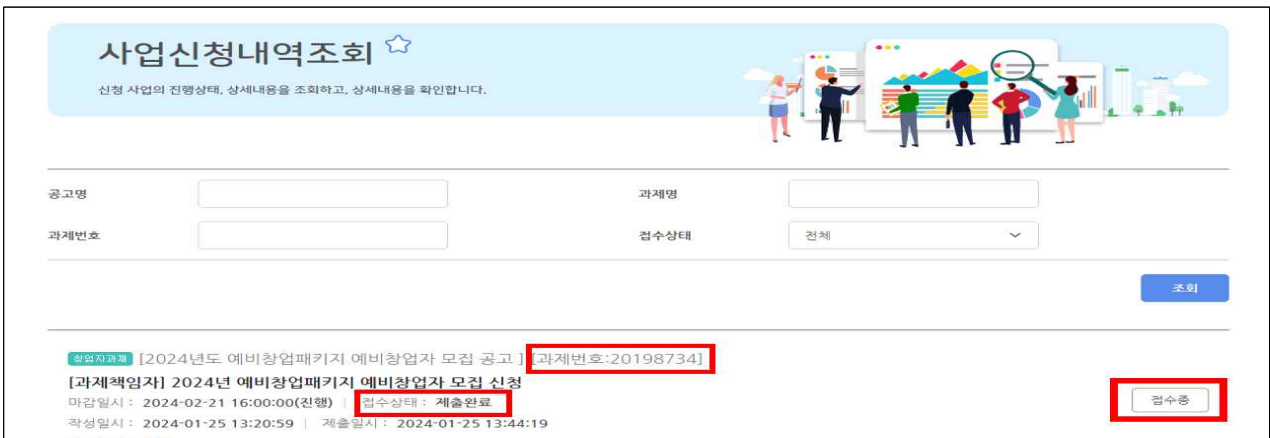 사업신청내역조회
신청 사업의 진행상태, 상세내용을 조회하고, 상세내용을 확인합니다.
공고명
과제명
과제번호
접수상태 전체
조회
창업자과제 [2024년도 예비창업패키지 예비창업자 모집 공고 ] [과제번호:20198734]
[과제책임자] 2024년 예비창업패키지 예비창업자 모집 신청
마감일시 : 2024-02-21 16:00:00(진행) | 접수상태 : 제출완료
접수중
작성일시 : 2024-01-25 13:20:59 | 제출일시 : 2024-01-25 13:44:19